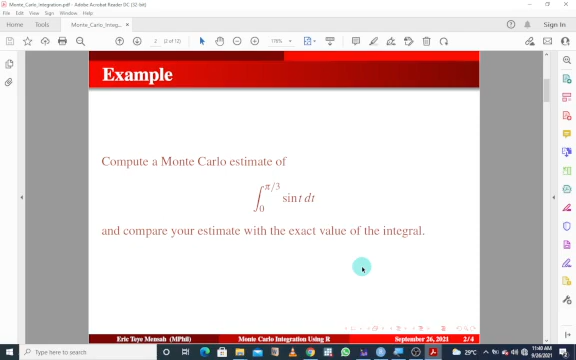 Monte_Carlo_Integration.pdf - Adobe Acrobat Reader DC (32-bit)
File Edit View Sign Window Help
Home Tools Monte_Carlo_Integ... × Sign In
2 (2 of 13) 176%
Example
Compute a Monte Carlo estimate of
∫₀^{π/3} sin t dt
and compare your estimate with the exact value of the integral.
Eric Teye Mensah (MPhil) Monte Carlo Integration Using R September 26, 2021 2/4
Type here to search 29°C 11:40 AM
9/26/2021